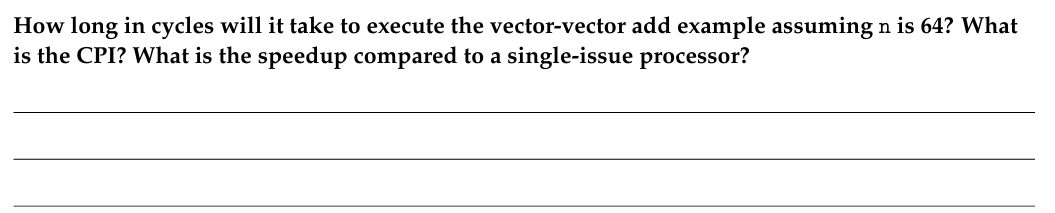 How long in cycles will it take to execute the vector-vector add example assuming n is 64? What
is the CPI? What is the speedup compared to a single-issue processor?